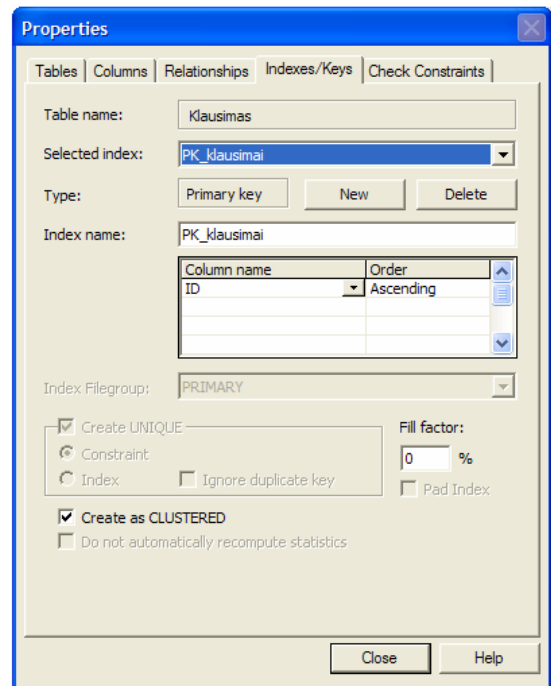 Properties
Tables Columns Relationships Indexes/Keys Check Constraints
Table name: Klausimas
Selected index: PK_klausimai
Type: Primary key New Delete
Index name: PK_klausimai
Column name Order
ID Ascending
Index Filegroup: PRIMARY
Create UNIQUE Fill factor:
Constraint 0 %
Index Ignore duplicate key Pad Index
Create as CLUSTERED
Do not automatically recompute statistics
Close Help